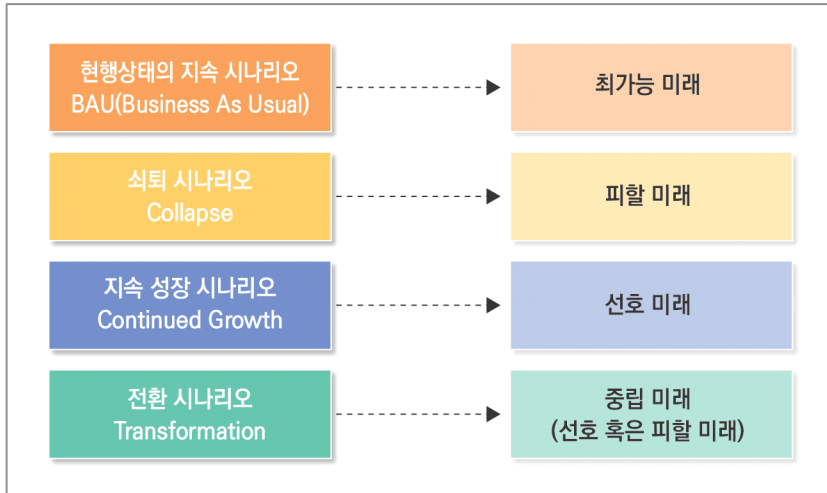 현행상태의 지속 시나리오
BAU(Business As Usual)
최가능 미래
쇠퇴 시나리오
Collapse
피할 미래
지속 성장 시나리오
Continued Growth
선호 미래
전환 시나리오
Transformation
중립 미래
(선호 혹은 피할 미래)